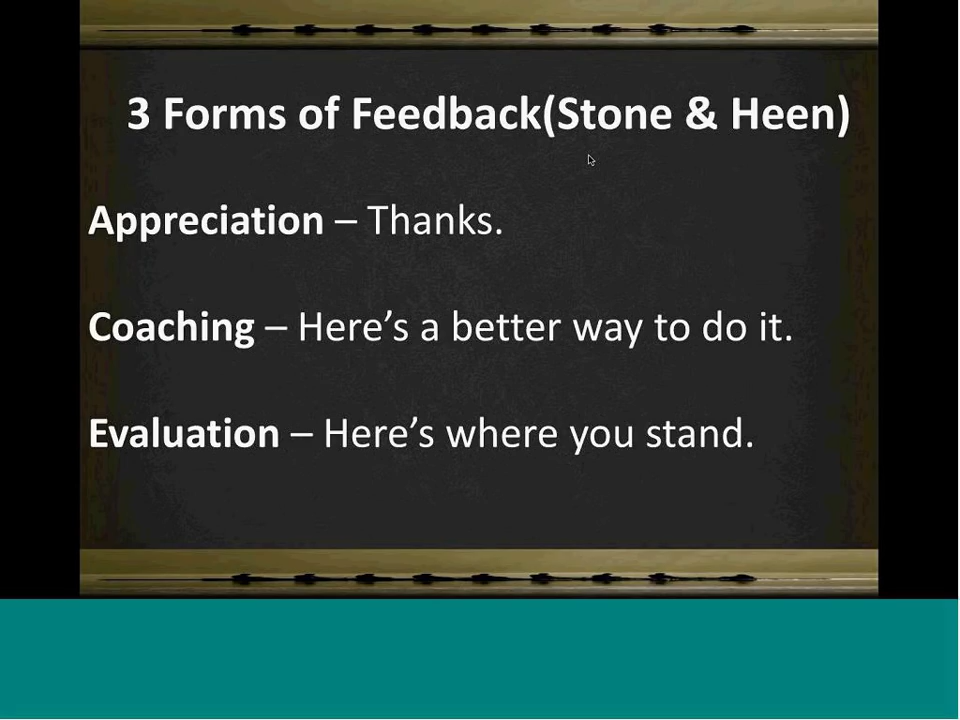 3 Forms of Feedback(Stone & Heen)
Appreciation – Thanks.
Coaching – Here’s a better way to do it.
Evaluation – Here’s where you stand.